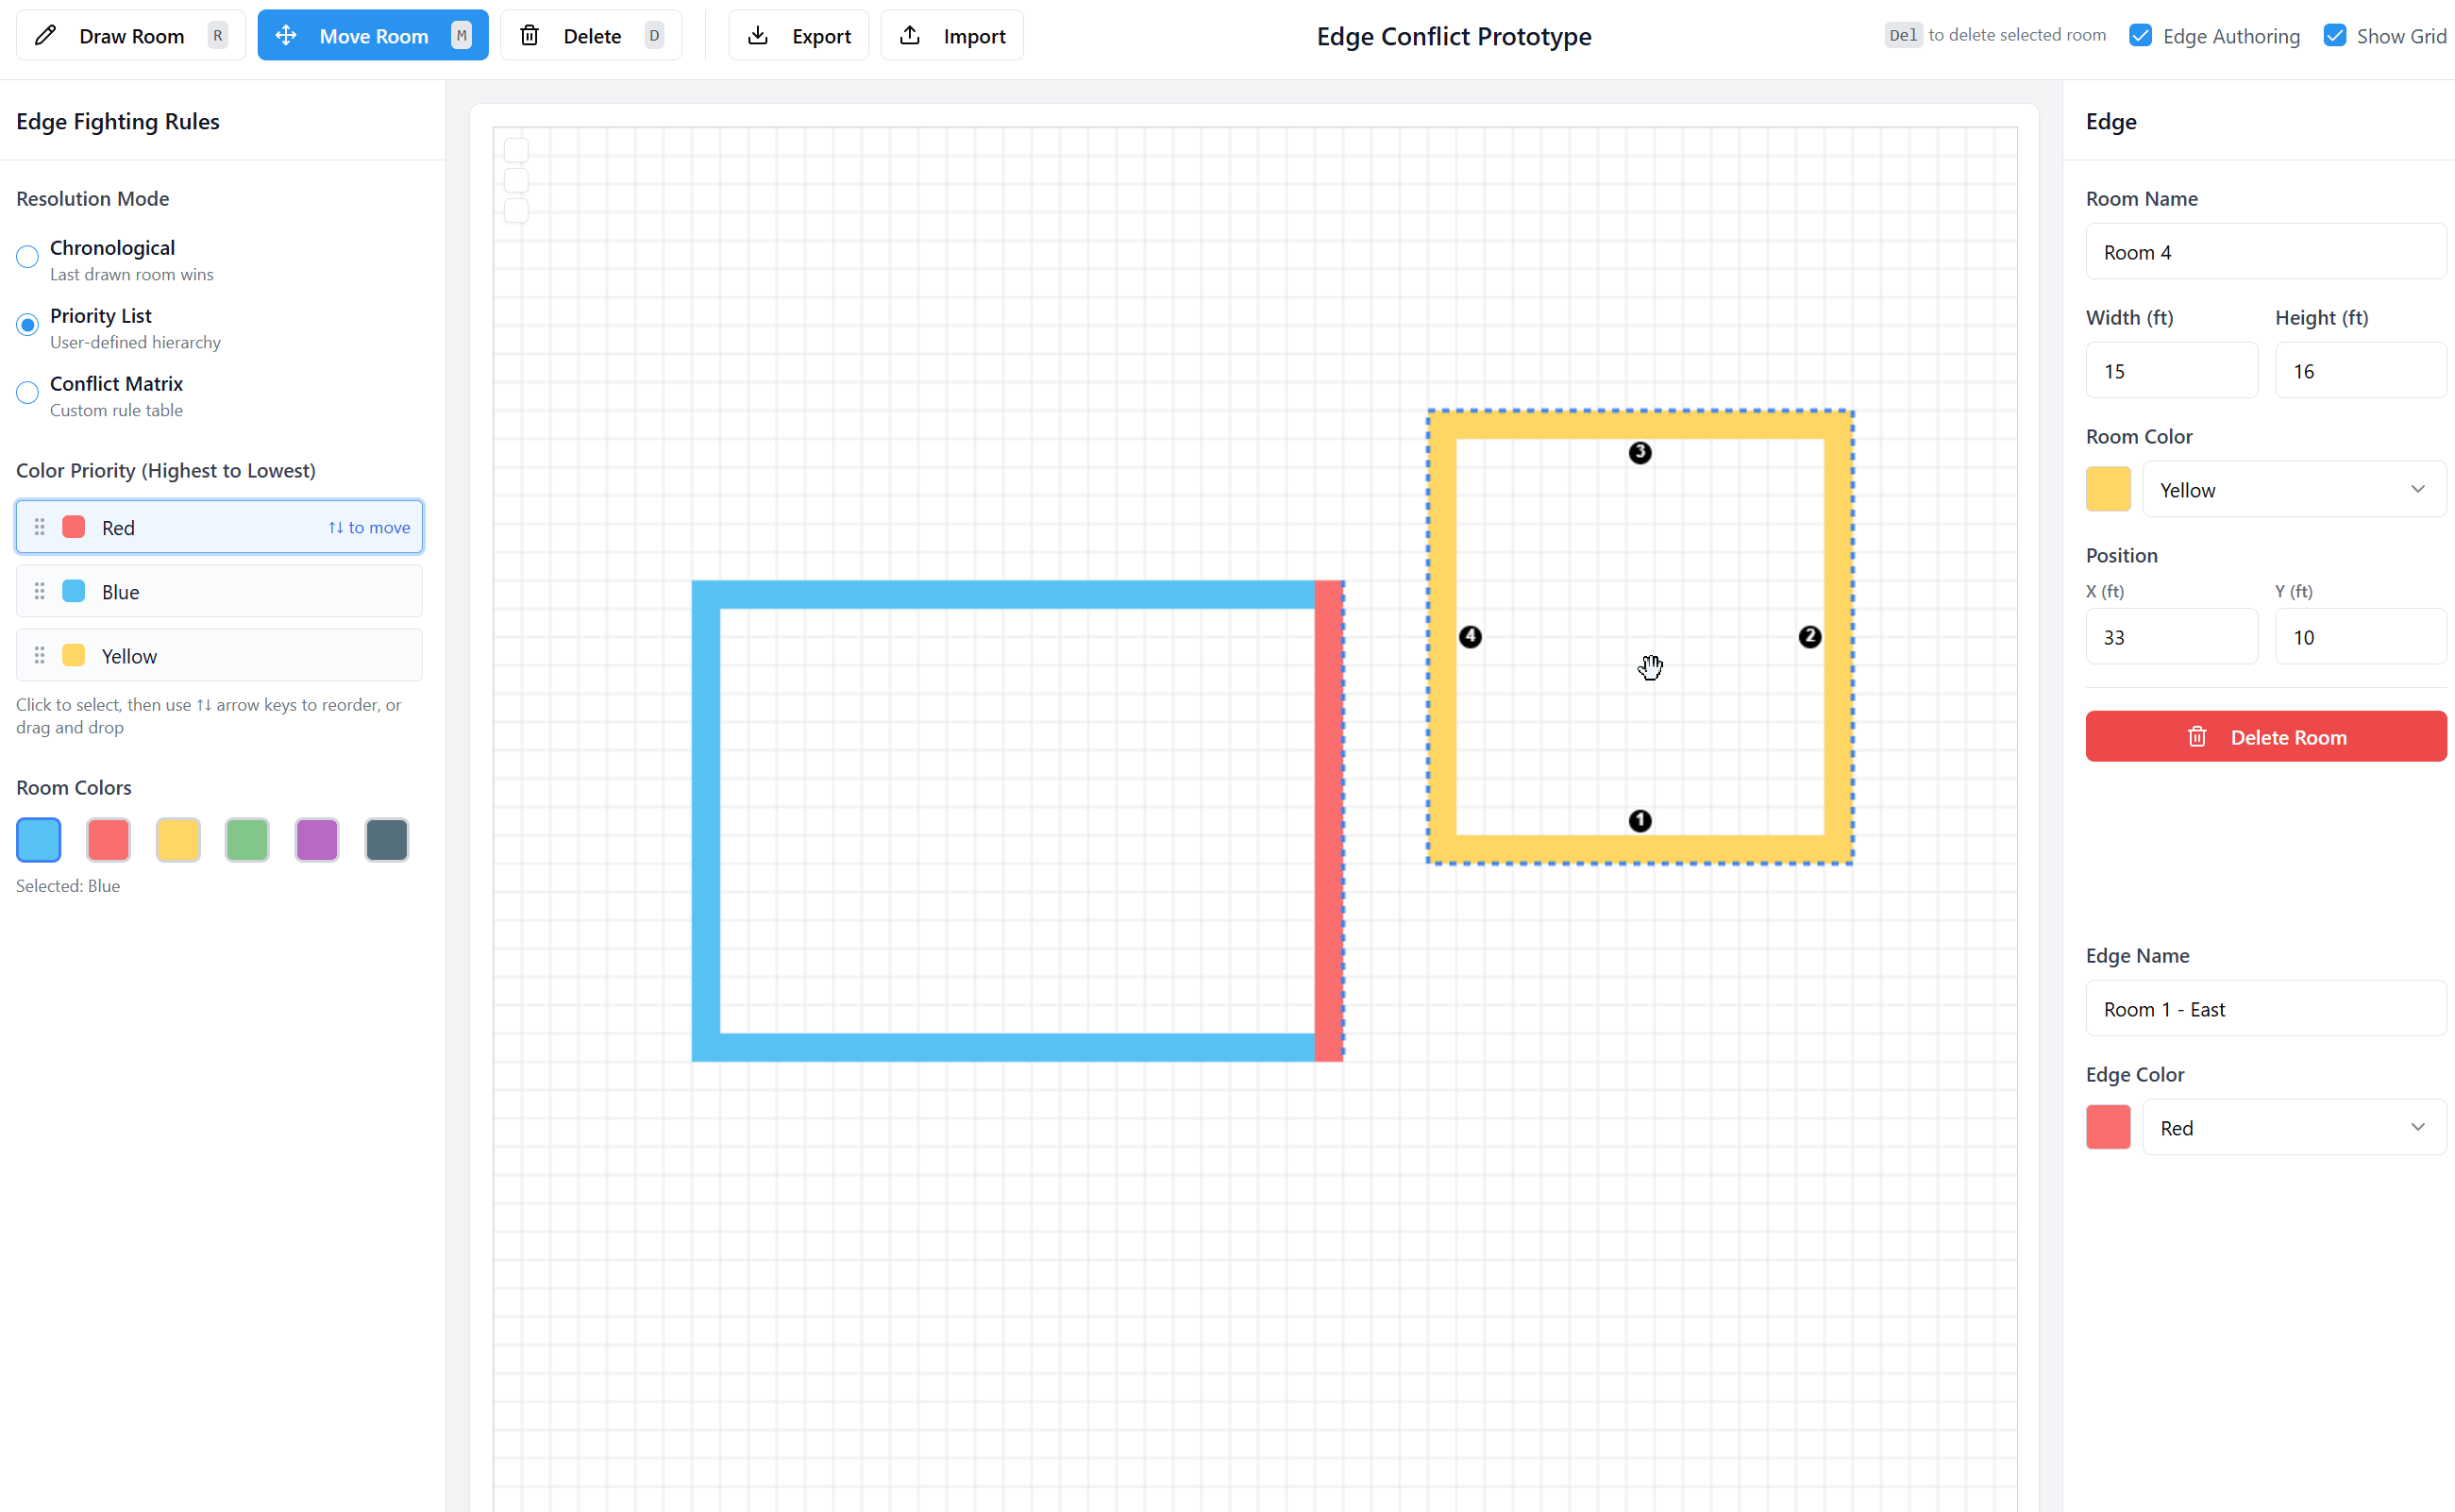 Draw Room R
Move Room M
Delete D
Export
Import
Edge Conflict Prototype
Del to delete selected room
Edge Authoring
Show Grid
Edge Fighting Rules
Resolution Mode
Chronological
Last drawn room wins
Priority List
User-defined hierarchy
Conflict Matrix
Custom rule table
Color Priority (Highest to Lowest)
Red ↑↓ to move
Blue
Yellow
Click to select, then use ↑↓ arrow keys to reorder, or
drag and drop
Room Colors
Selected: Blue
3
4
2
1
Edge
Room Name
Room 4
Width (ft) Height (ft)
15 16
Room Color
Yellow
Position
X (ft) Y (ft)
33 10
Delete Room
Edge Name
Room 1 - East
Edge Color
Red